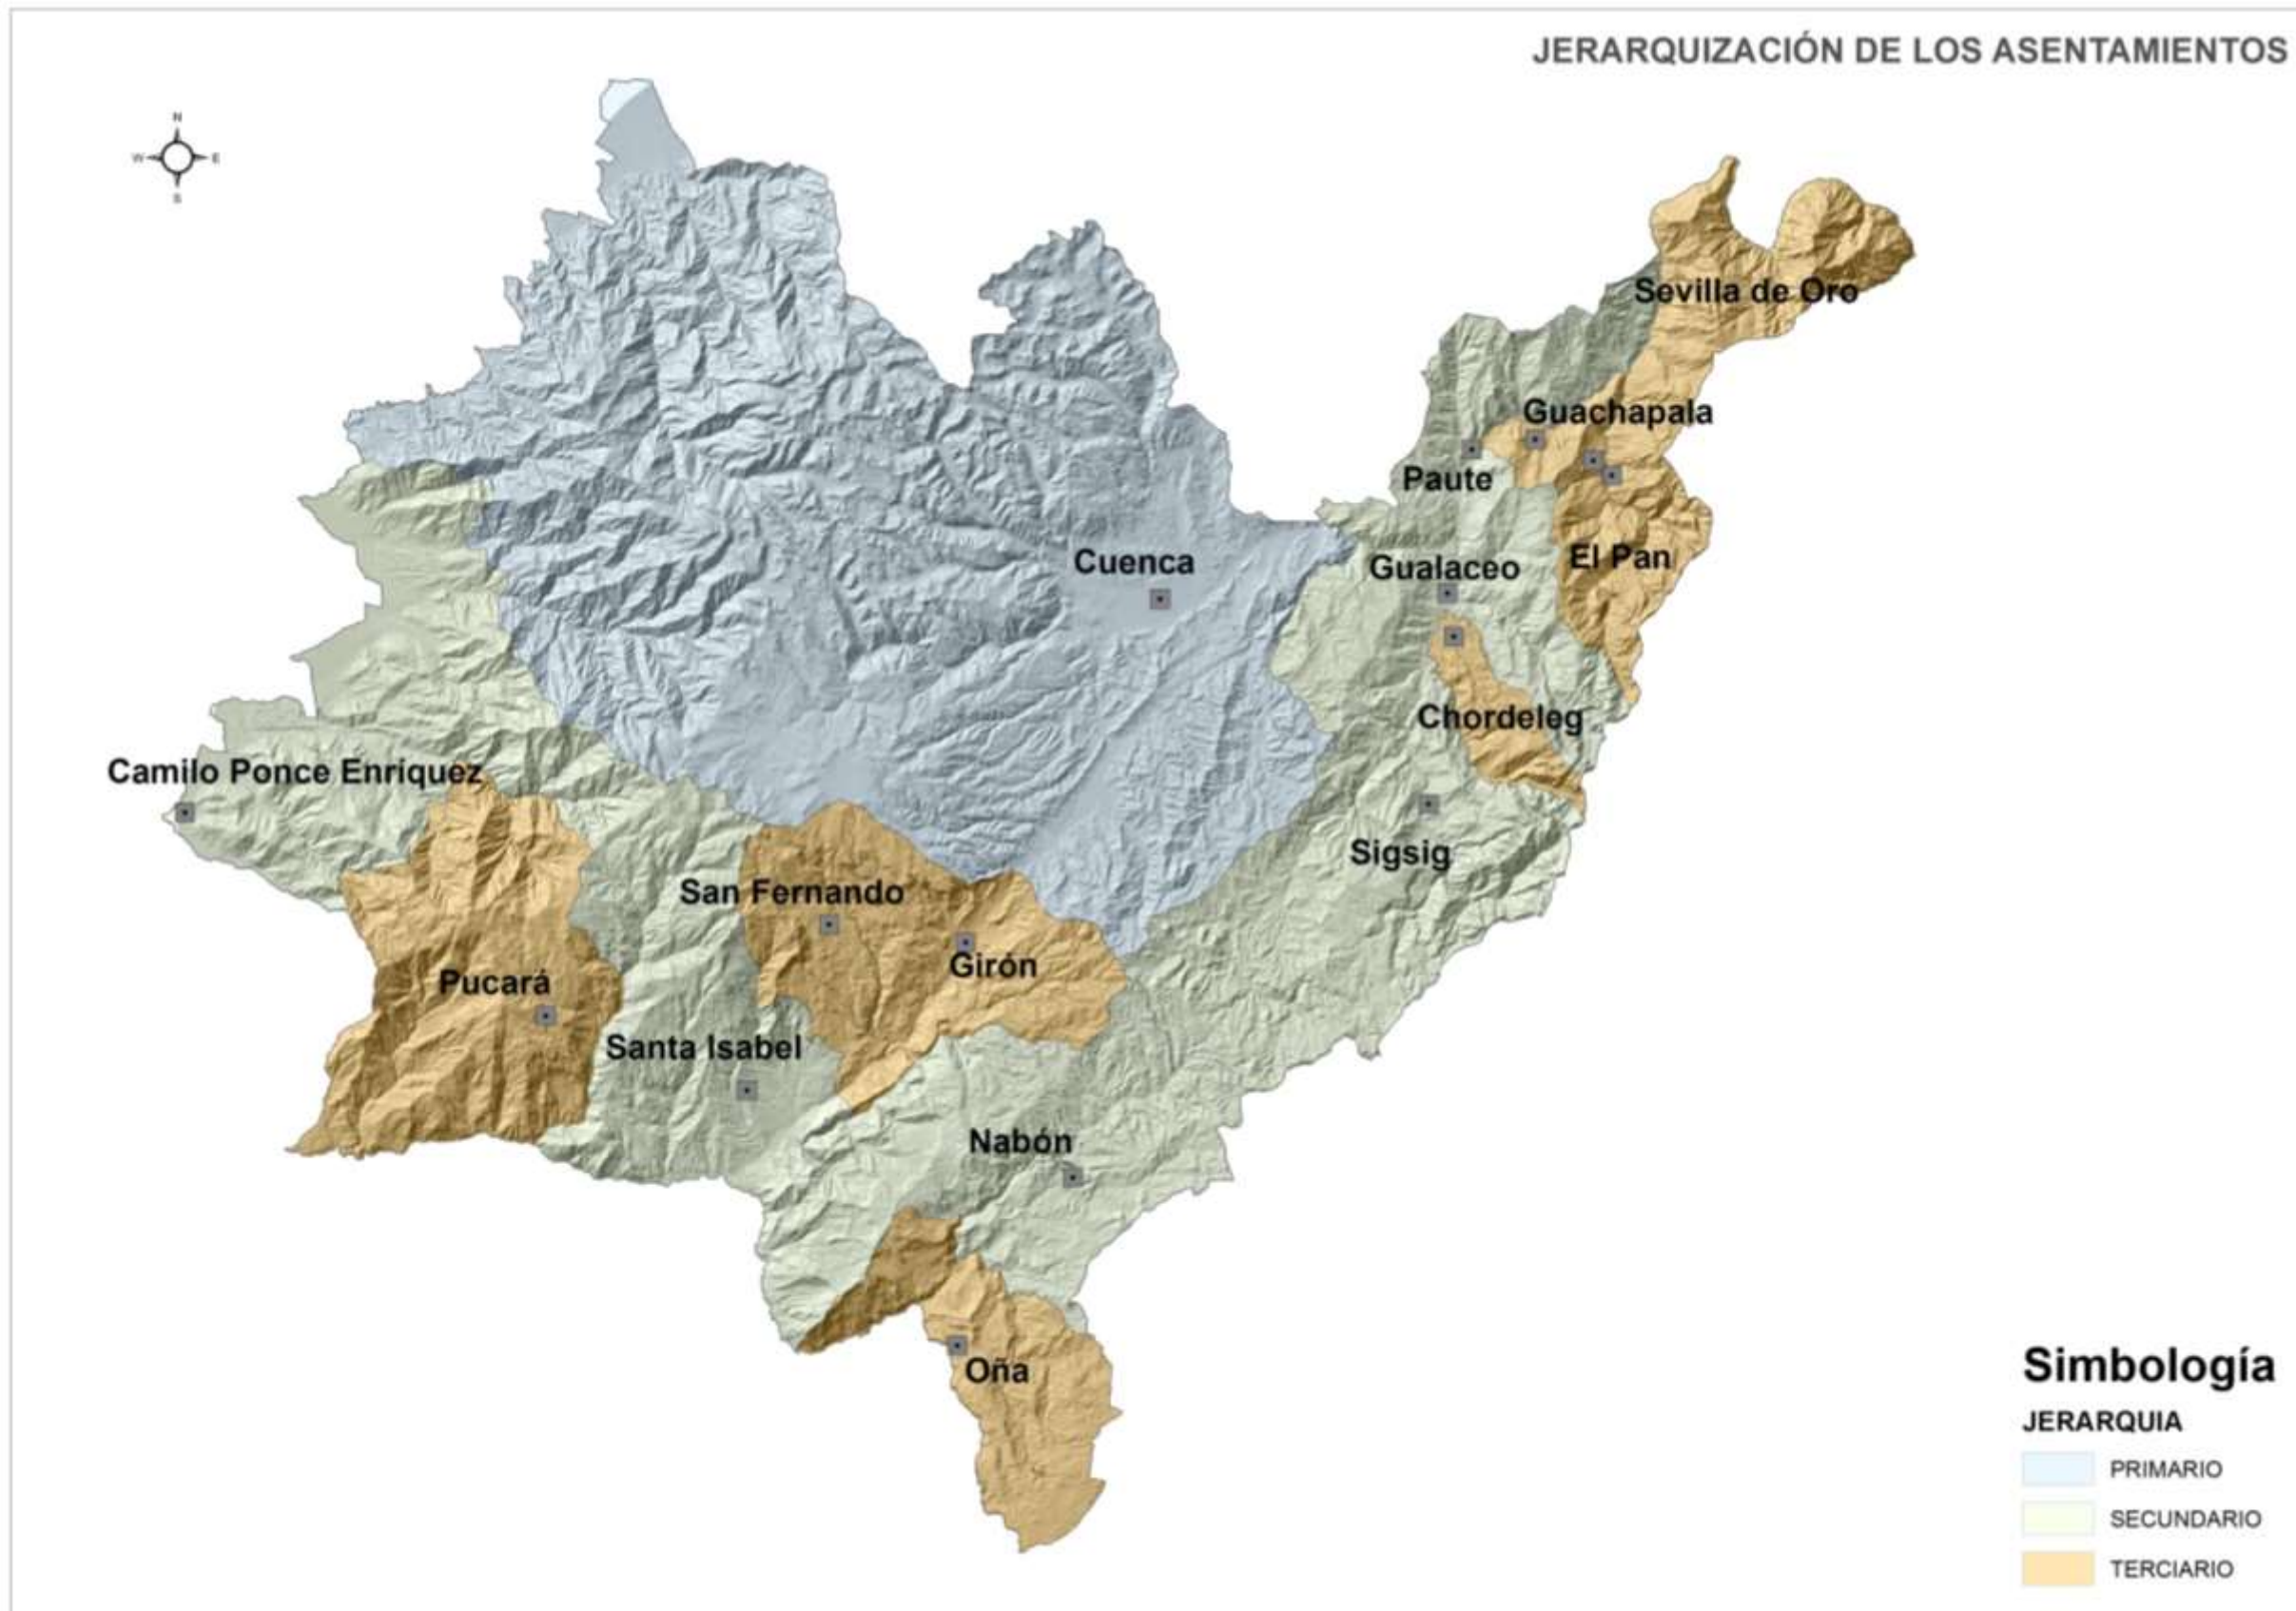 JERARQUIZACIÓN DE LOS ASENTAMIENTOS
N
W E
S
Sevilla de Oro
Guachapala
Paute
Cuenca
Gualaceo
El Pan
Chordeleg
Camilo Ponce Enríquez
Sigsig
San Fernando
Girón
Pucará
Santa Isabel
Nabón
Oña
Simbología
JERARQUIA
PRIMARIO
SECUNDARIO
TERCIARIO